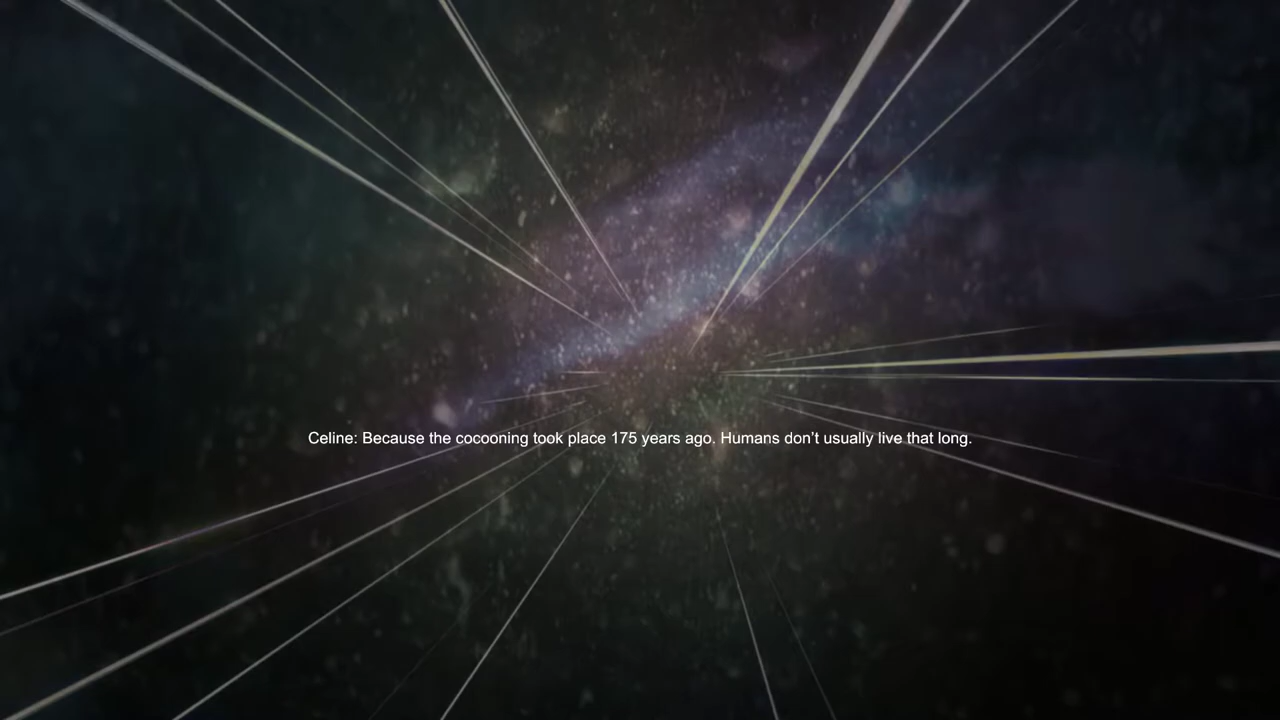 Celine: Because the cocooning took place 175 years ago. Humans don’t usually live that long.